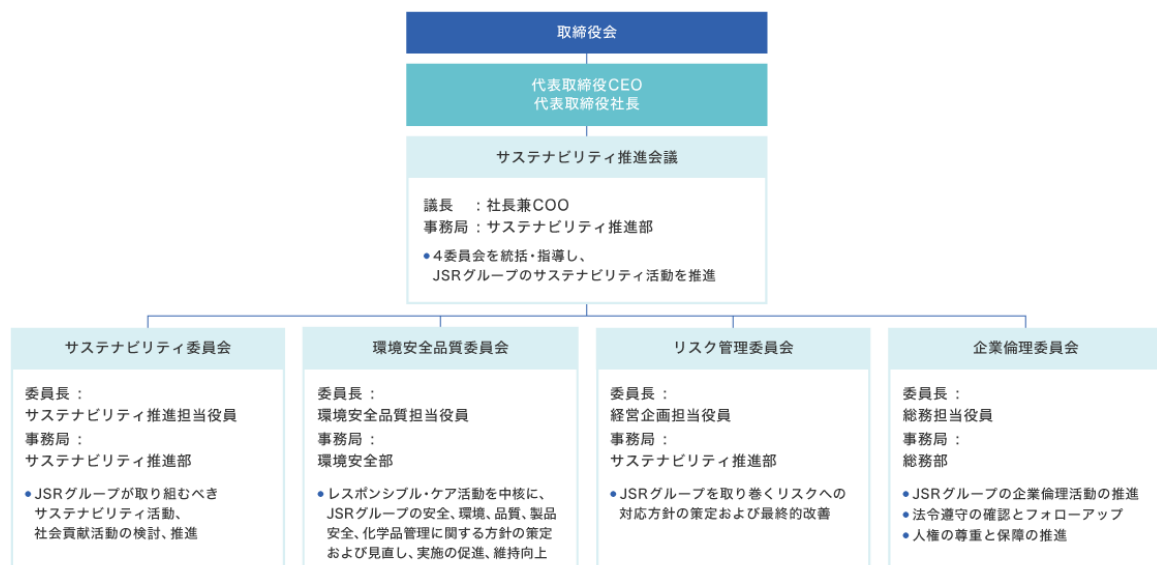 取締役会
代表取締役CEO
代表取締役社長
サステナビリティ推進会議
議長　：社長兼COO
事務局：サステナビリティ推進部
●4委員会を統括・指導し、
JSRグループのサステナビリティ活動を推進
サステナビリティ委員会
委員長：
サステナビリティ推進担当役員
事務局：
サステナビリティ推進部
●JSRグループが取り組むべき
サステナビリティ活動、
社会貢献活動の検討、推進
環境安全品質委員会
委員長：
環境安全品質担当役員
事務局：
環境安全部
●レスポンシブル・ケア活動を中核に、
JSRグループの安全、環境、品質、製品
安全、化学品管理に関する方針の策定
および見直し、実施の促進、維持向上
リスク管理委員会
委員長：
経営企画担当役員
事務局：
サステナビリティ推進部
●JSRグループを取り巻くリスクへの
対応方針の策定および最終的改善
企業倫理委員会
委員長：
総務担当役員
事務局：
総務部
●JSRグループの企業倫理活動の推進
●法令遵守の確認とフォローアップ
●人権の尊重と保障の推進